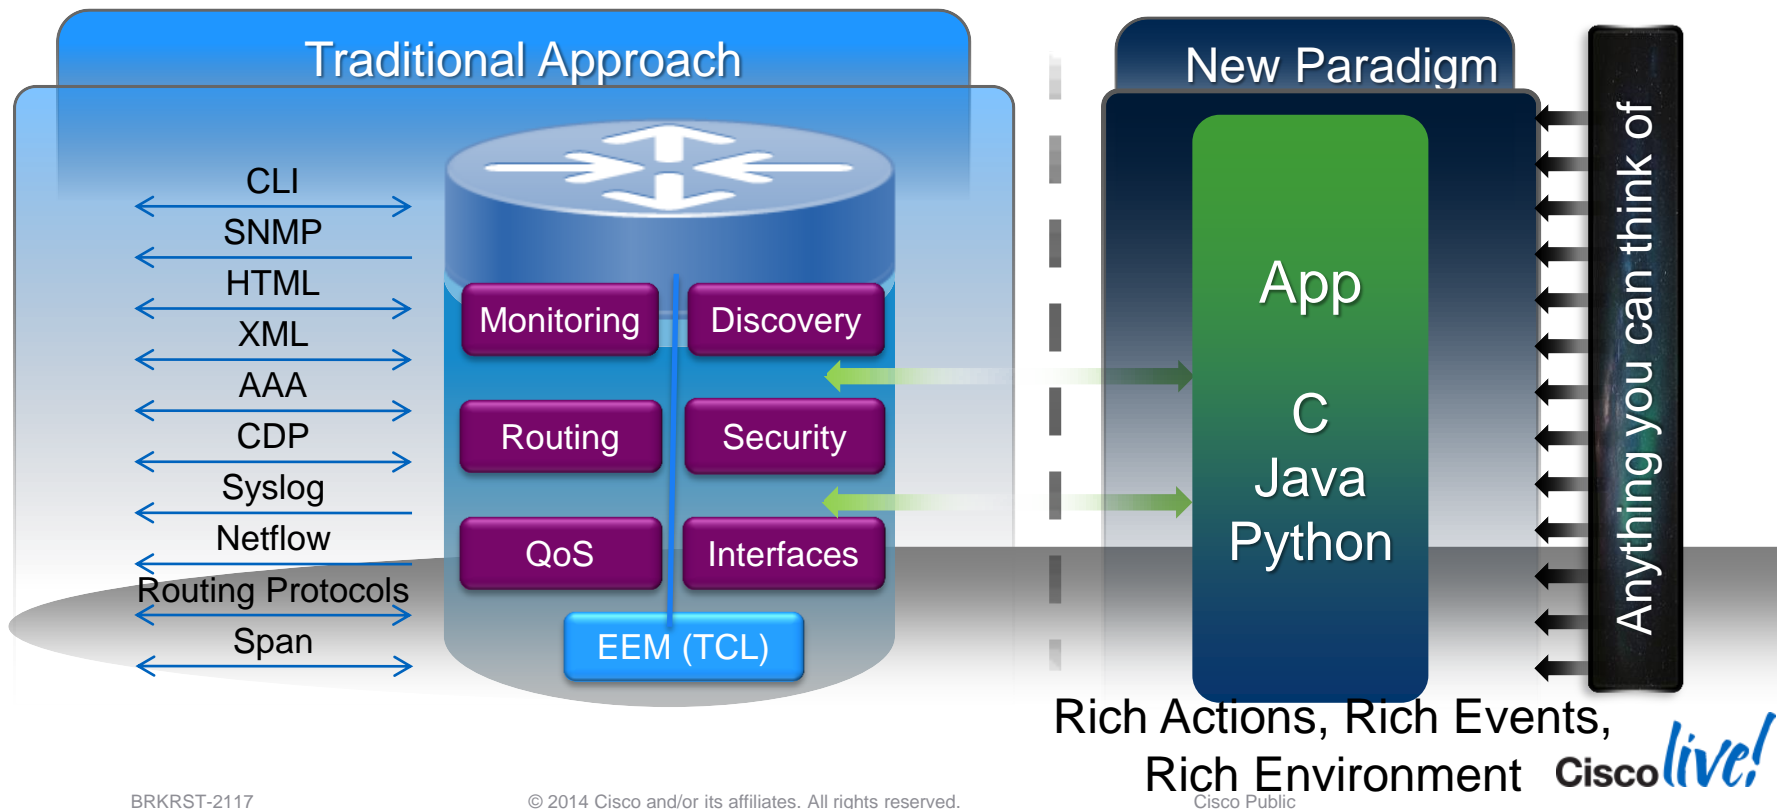 Traditional Approach
New Paradigm
CLI
SNMP
HTML
XML
AAA
CDP
Syslog
Netflow
Routing Protocols
Span
Monitoring
Discovery
Routing
Security
QoS
Interfaces
EEM (TCL)
App
C
Java
Python
Anything you can think of
Rich Actions, Rich Events,
Rich Environment
Cisco live!
BRKRST-2117
© 2014 Cisco and/or its affiliates. All rights reserved.
Cisco Public